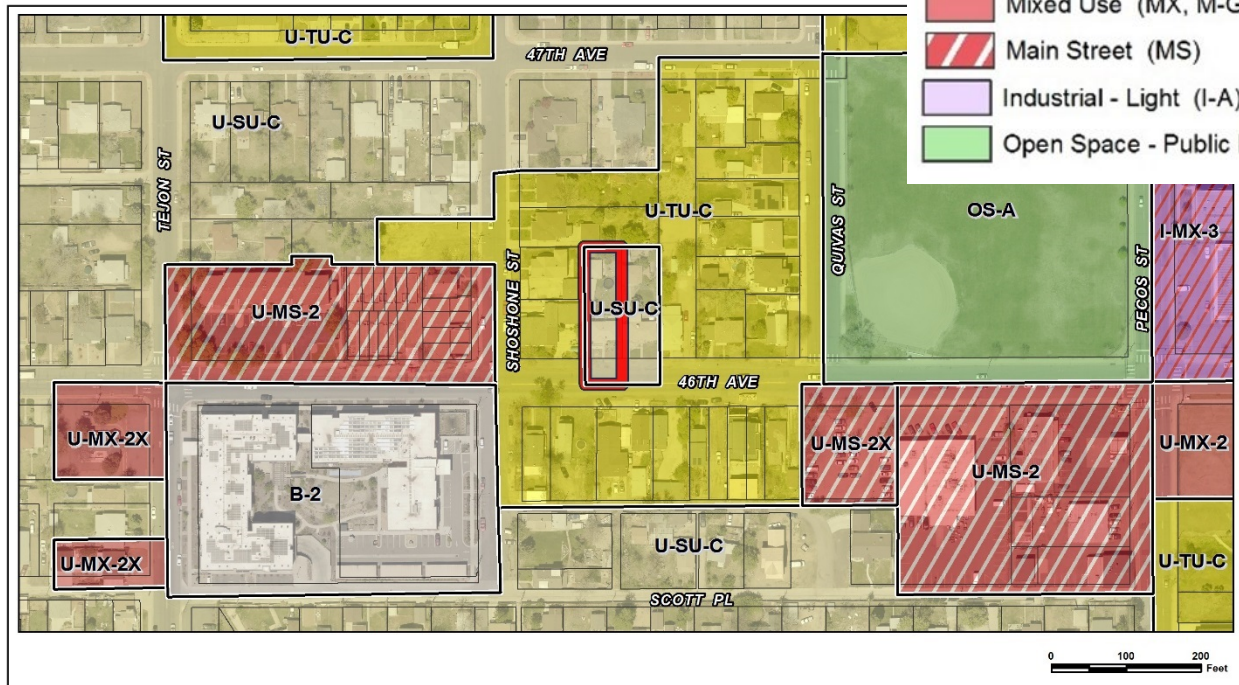 Mixed Use (MX, M-G
Main Street (MS)
Industrial - Light (I-A)
Open Space - Public
U-TU-C
47TH AVE
U-SU-C
TEJON ST
U-TU-C
QUIVAS ST
OS-A
PECOS ST
I-MX-3
U-MS-2
SHOSHONE ST
U-SU-C
46TH AVE
U-MX-2X
B-2
U-MS-2X
U-MS-2
U-MX-2
U-SU-C
U-MX-2X
U-TU-C
SCOTT PL
0 100 200
Feet